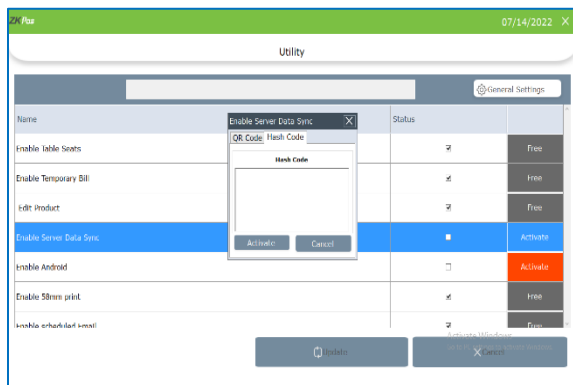 ZKPos 07/14/2022 X
Utility
General Settings
Name Status
Enable Server Data Sync X
QR Code Hash Code
Hash Code
Enable Table Seats Free
Enable Temporary Bill Free
Edit Product Free
Activate Cancel
Enable Server Data Sync Activate
Enable Android Activate
Enable 58mm print Free
Enable scheduled Email Free
Activate Windows
Update Cancel